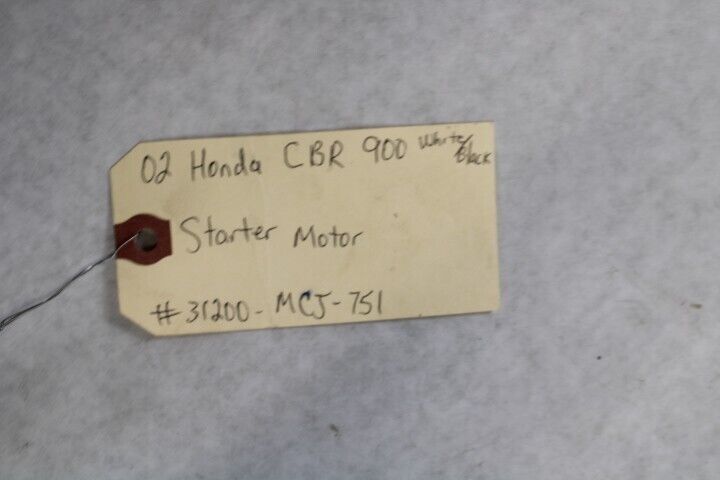 02 Honda CBR 900 White/
Black
Starter Motor
#31200-MCJ-751